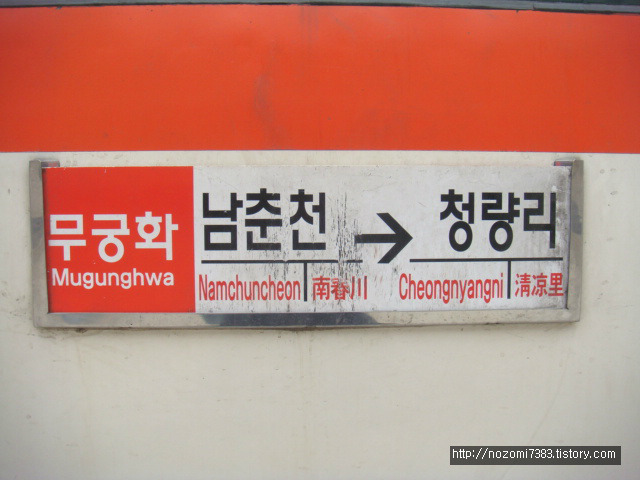 무궁화 남춘천 → 청량리
Mugunghwa Namchuncheon 南春川 Cheongnyangni 清凉里
http://nozomi7383.tistory.com